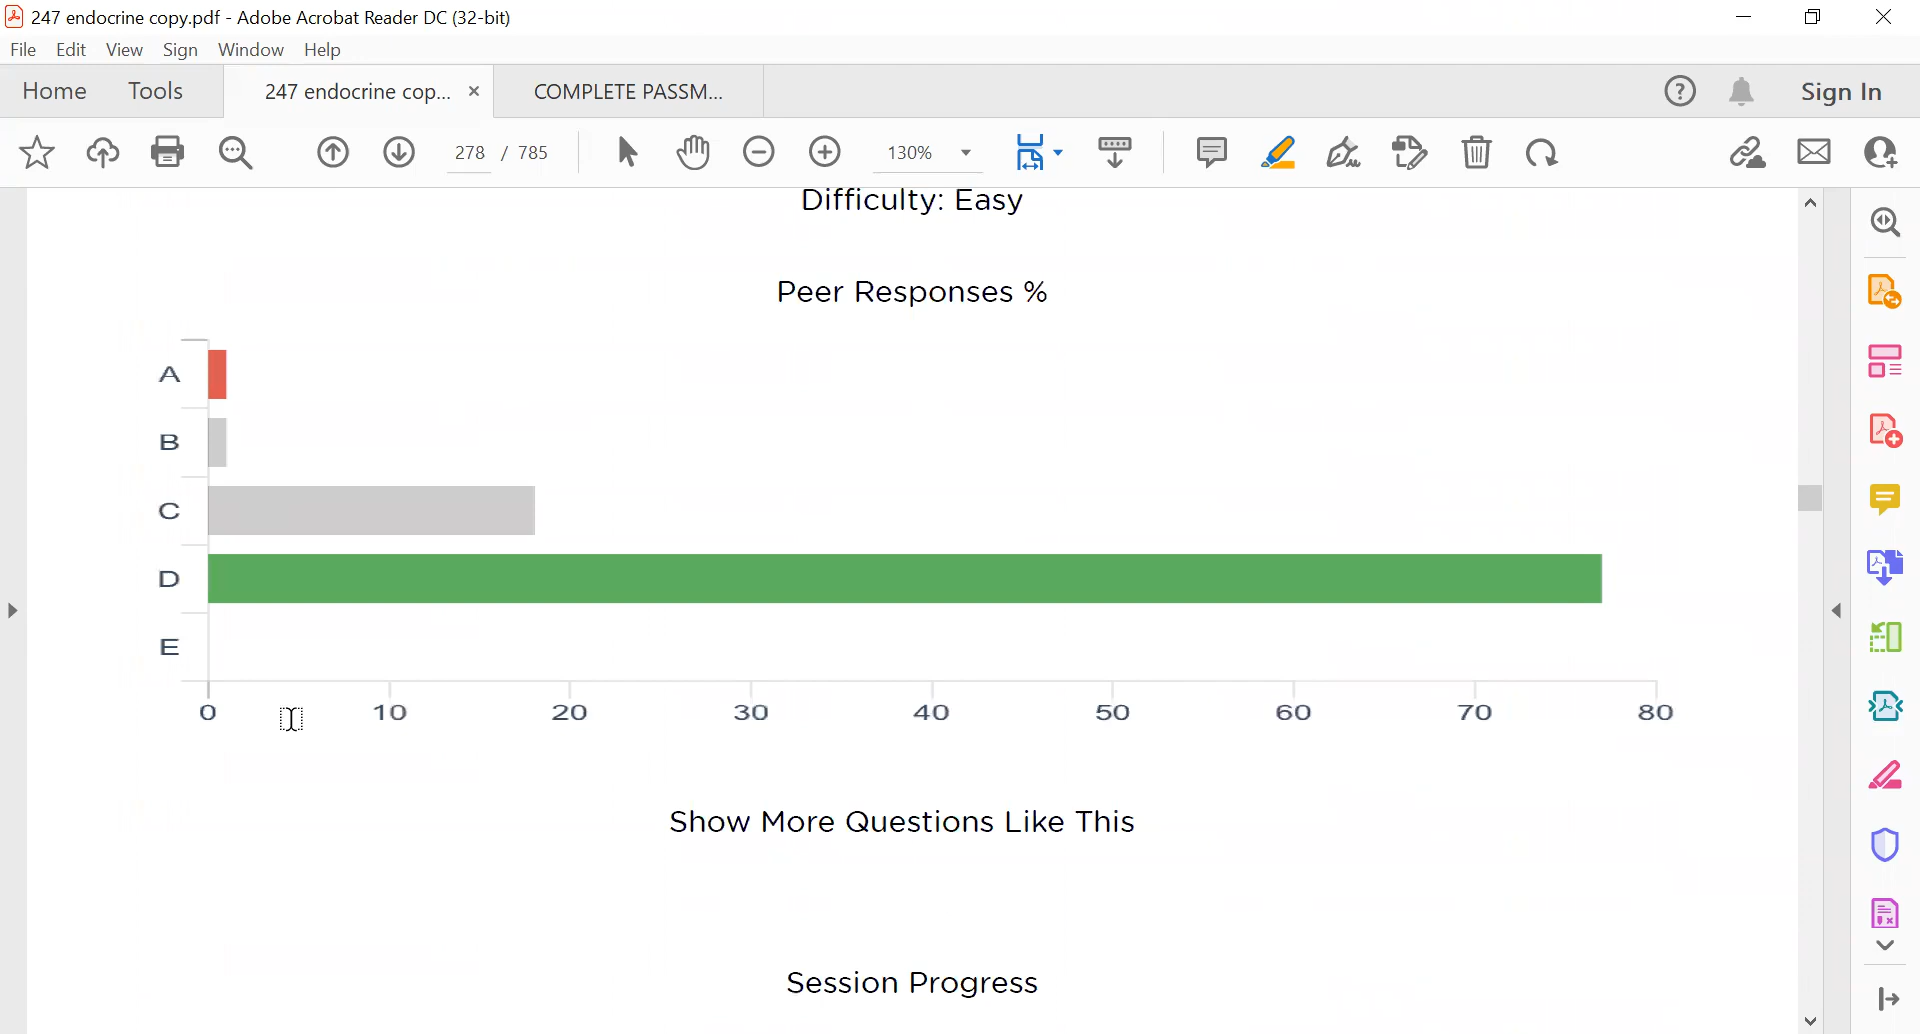 247 endocrine copy.pdf - Adobe Acrobat Reader DC (32-bit)
File Edit View Sign Window Help
Home Tools 247 endocrine cop... × COMPLETE PASSM... Sign In
278 / 785 130%
Difficulty: Easy
Peer Responses %
A
B
C
D
E
0 10 20 30 40 50 60 70 80
Show More Questions Like This
Session Progress